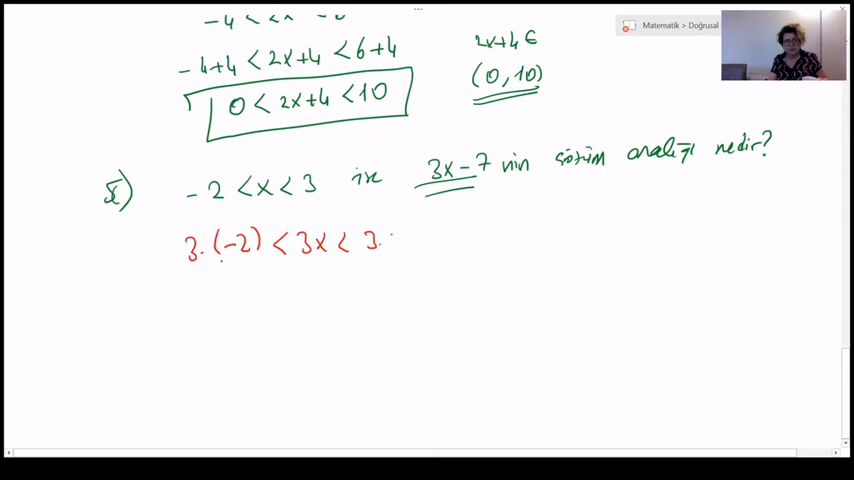 Matematik > Doğrusal
-4+4 < 2x+4 < 6+4
2x+4 ∈
0 < 2x+4 < 10
(0, 10)
-2 < x < 3 ise 3x-7 nin çözüm aralığı nedir?
3.(-2) < 3x < 3.